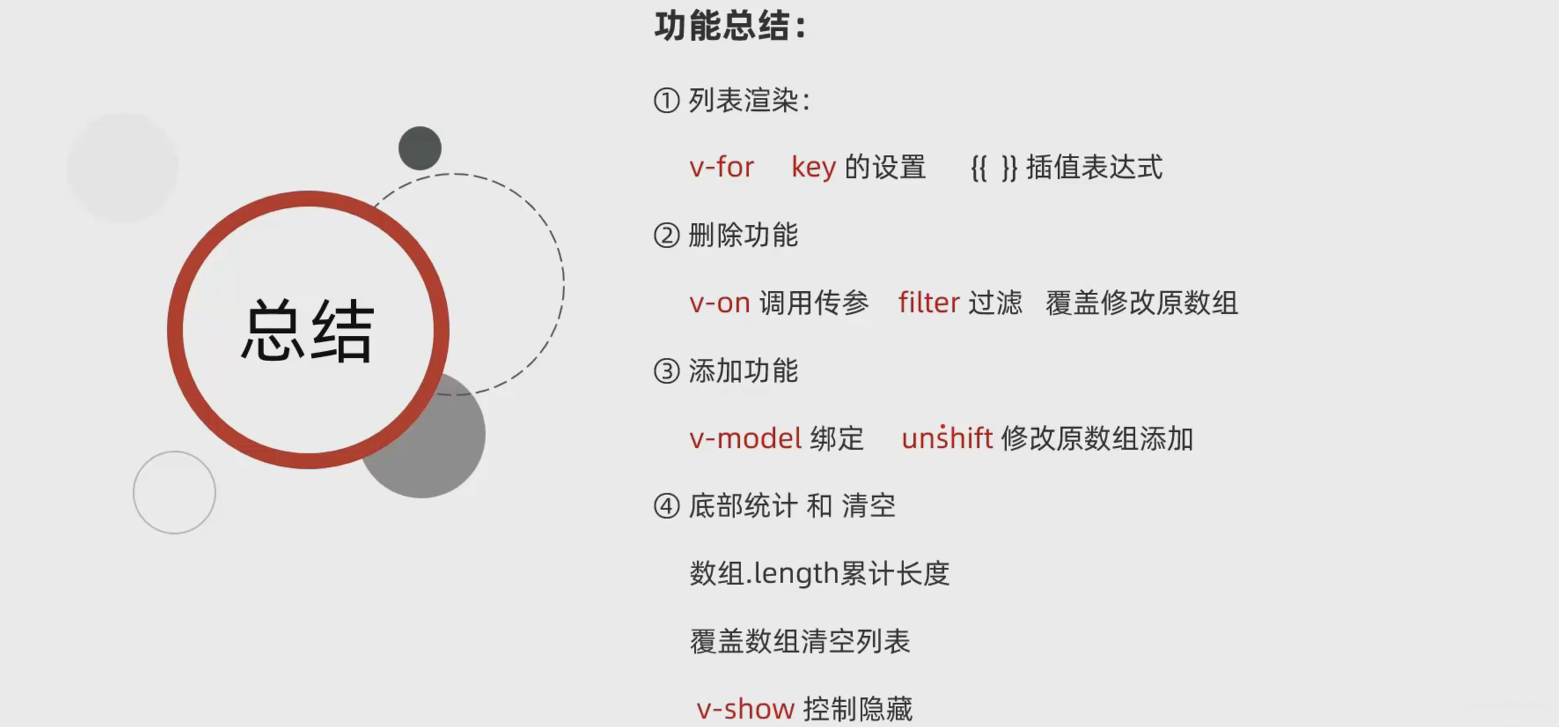 总结
功能总结：
① 列表渲染：
v-for key 的设置 {{ }} 插值表达式
② 删除功能
v-on 调用传参 filter 过滤 覆盖修改原数组
③ 添加功能
v-model 绑定 unshift 修改原数组添加
④ 底部统计 和 清空
数组.length累计长度
覆盖数组清空列表
v-show 控制隐藏